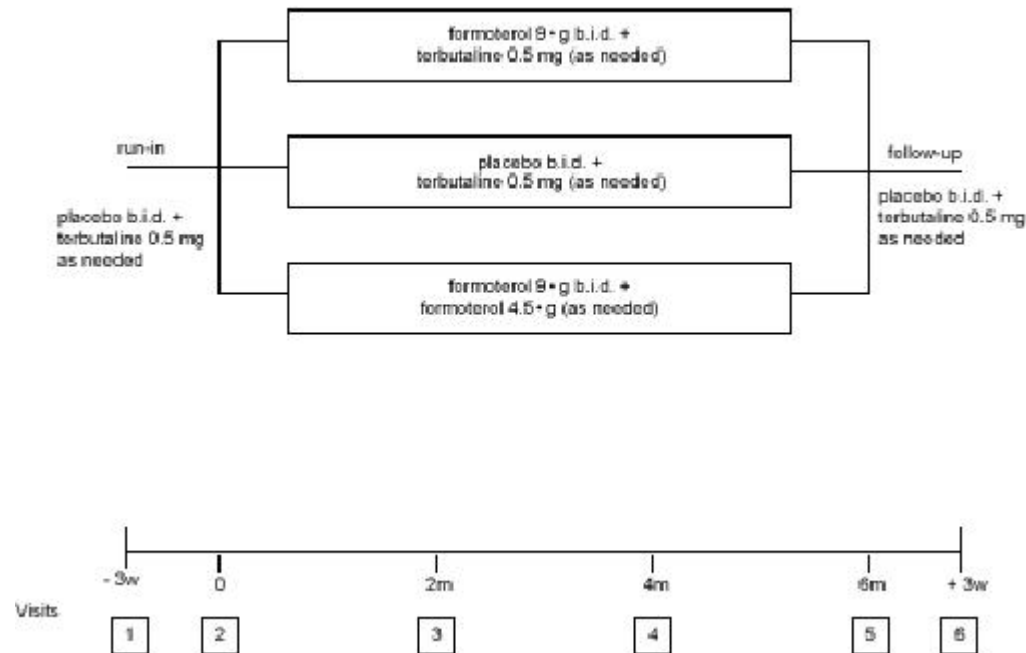 formoterol 9•g b.i.d. +
terbutaline 0.5 mg (as needed)
run-in
placebo b.i.d. +
terbutaline 0.5 mg (as needed)
follow-up
placebo b.i.d. +
terbutaline 0.5 mg
as needed
placebo b.i.d. +
terbutaline 0.5 mg
as needed
formoterol 9•g b.i.d. +
formoterol 4.5•g (as needed)
- 3w 0 2m 4m 6m + 3w
Visits
1 2 3 4 5 6